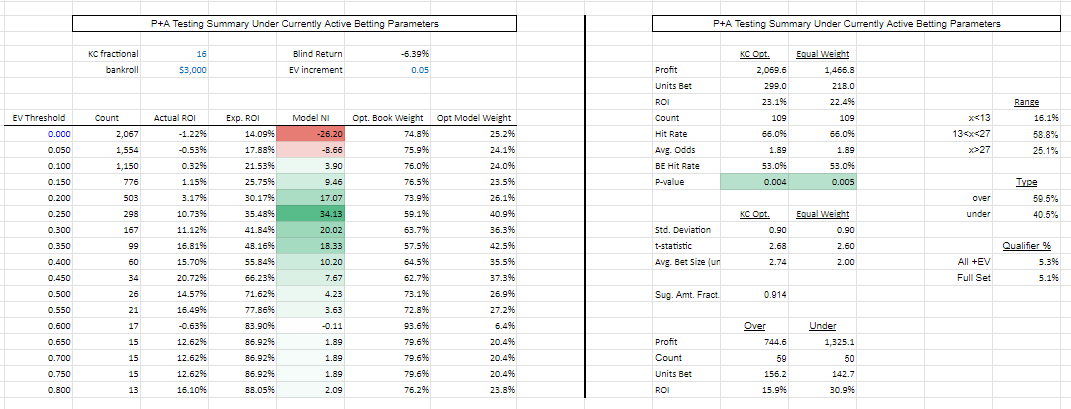 P+A Testing Summary Under Currently Active Betting Parameters
KC fractional 16 Blind Return -6.39%
bankroll $3,000 EV increment 0.05
EV Threshold Count Actual ROI Exp. ROI Model NI Opt. Book Weight Opt Model Weight
0.000 2,067 -1.22% 14.09% -26.20 74.8% 25.2%
0.050 1,554 -0.53% 17.88% -8.66 75.9% 24.1%
0.100 1,150 0.32% 21.53% 3.90 76.0% 24.0%
0.150 776 1.15% 25.75% 9.46 76.5% 23.5%
0.200 503 3.17% 30.17% 17.07 73.9% 26.1%
0.250 298 10.73% 35.48% 34.13 59.1% 40.9%
0.300 167 11.12% 41.84% 20.02 63.7% 36.3%
0.350 99 16.81% 48.16% 18.33 57.5% 42.5%
0.400 60 15.70% 55.84% 10.20 64.5% 35.5%
0.450 34 20.72% 66.23% 7.67 62.7% 37.3%
0.500 26 14.57% 71.62% 4.23 73.1% 26.9%
0.550 21 16.49% 77.86% 3.63 72.8% 27.2%
0.600 17 -0.63% 83.90% -0.11 93.6% 6.4%
0.650 15 12.62% 86.92% 1.89 79.6% 20.4%
0.700 15 12.62% 86.92% 1.89 79.6% 20.4%
0.750 15 12.62% 86.92% 1.89 79.6% 20.4%
0.800 13 16.10% 88.05% 2.09 76.2% 23.8%
P+A Testing Summary Under Currently Active Betting Parameters
KC Opt. Equal Weight
Profit 2,069.6 1,466.8
Units Bet 299.0 218.0
ROI 23.1% 22.4% Range
Count 109 109 x<13 16.1%
Hit Rate 66.0% 66.0% 13<x<27 58.8%
Avg. Odds 1.89 1.89 x>27 25.1%
BE Hit Rate 53.0% 53.0%
P-value 0.004 0.005 Type
over 59.5%
KC Opt. Equal Weight under 40.5%
Std. Deviation 0.90 0.90
t-statistic 2.68 2.60 Qualifier %
Avg. Bet Size (un 2.74 2.00 All +EV 5.3%
Full Set 5.1%
Sug. Amt. Fract. 0.914
Over Under
Profit 744.6 1,325.1
Count 59 50
Units Bet 156.2 142.7
ROI 15.9% 30.9%